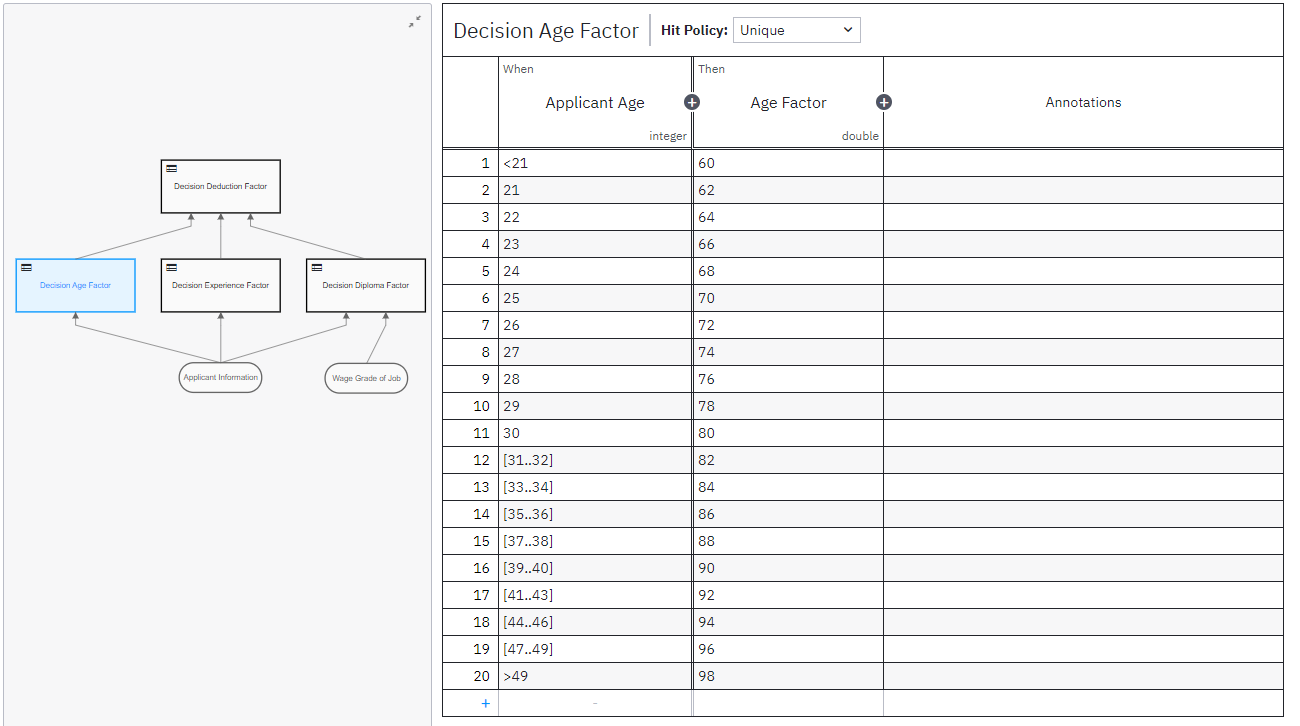 Decision Deduction Factor
Decision Age Factor
Decision Experience Factor
Decision Diploma Factor
Applicant Information
Wage Grade of Job
Decision Age Factor Hit Policy: Unique
When Then
Applicant Age + Age Factor + Annotations
integer double
1 <21 60
2 21 62
3 22 64
4 23 66
5 24 68
6 25 70
7 26 72
8 27 74
9 28 76
10 29 78
11 30 80
12 [31..32] 82
13 [33..34] 84
14 [35..36] 86
15 [37..38] 88
16 [39..40] 90
17 [41..43] 92
18 [44..46] 94
19 [47..49] 96
20 >49 98
+ -